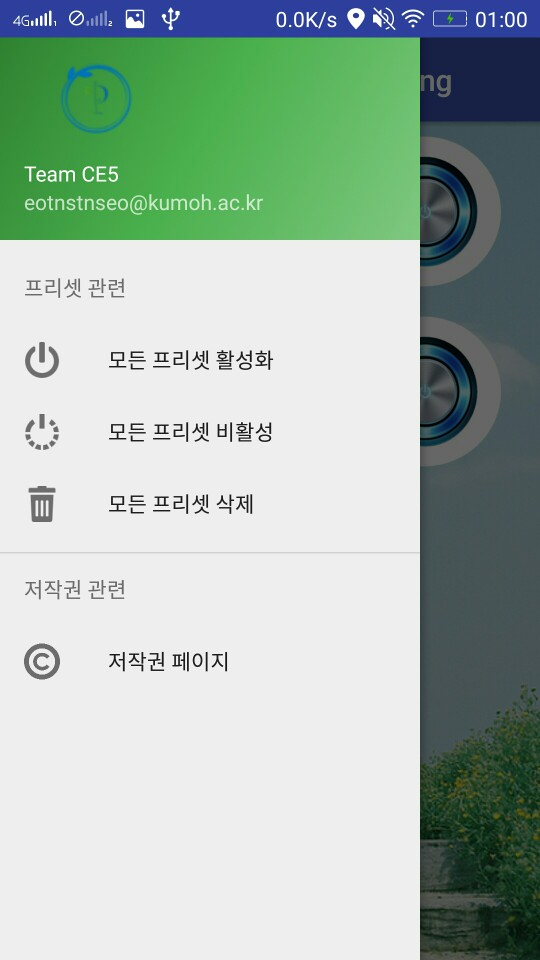 4G 1 2 0.0K/s 01:00
ng
P
Team CE5
eotnstnseo@kumoh.ac.kr
프리셋 관련
모든 프리셋 활성화
모든 프리셋 비활성
모든 프리셋 삭제
저작권 관련
저작권 페이지